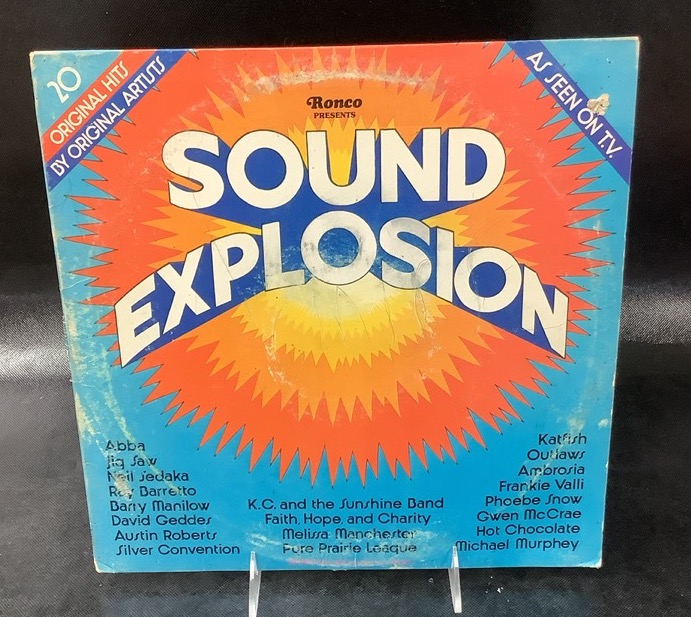 20
ORIGINAL HITS
BY ORIGINAL ARTISTS
AS SEEN ON T.V.
Ronco
PRESENTS
SOUND
EXPLOSION
Abba
Jig Saw
Neil Sedaka
Ray Barretto
Barry Manilow
David Geddes
Austin Roberts
Silver Convention
K.C. and the Sunshine Band
Faith, Hope, and Charity
Melissa Manchester
Pure Prairie League
Katfish
Outlaws
Ambrosia
Frankie Valli
Phoebe Snow
Gwen McCrae
Hot Chocolate
Michael Murphey